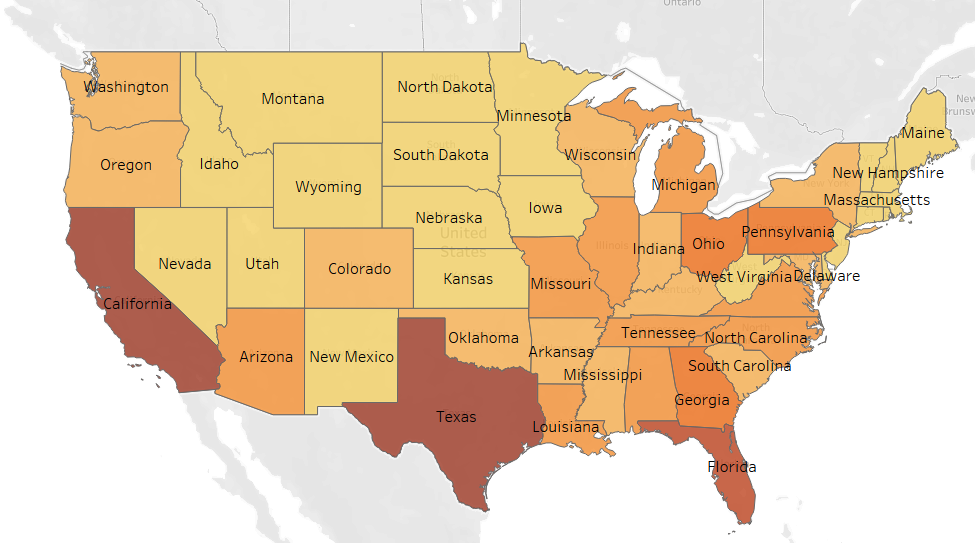 Ontario
Washington
Montana
North Dakota
Minnesota
Maine
New
Brunsw
Oregon
Idaho
South Dakota
Wisconsin
New Hampshire
Wyoming
Michigan
Massachusetts
Nebraska
Iowa
United
States
Pennsylvania
Nevada
Utah
Colorado
Kansas
Missouri
Illinois
Indiana
Ohio
West Virginia
Delaware
California
Arizona
New Mexico
Oklahoma
Arkansas
Tennessee
North Carolina
South Carolina
Mississippi
Georgia
Texas
Louisiana
Florida